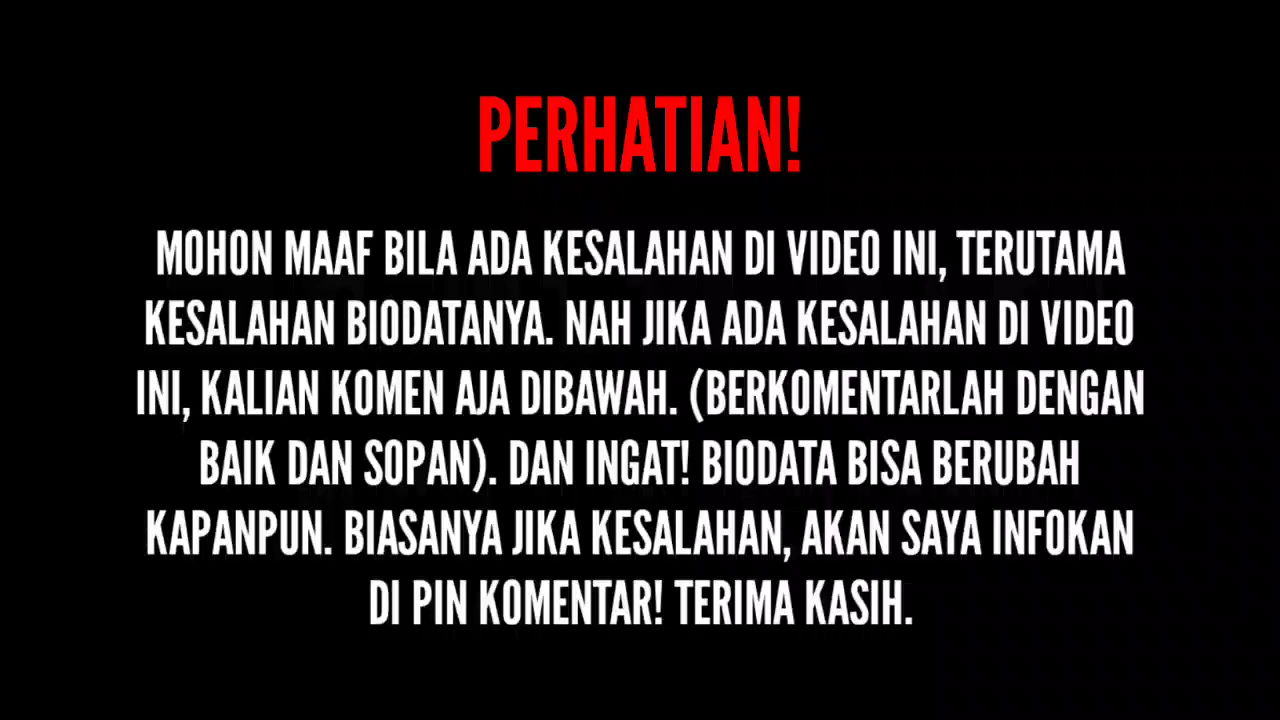 PERHATIAN!
MOHON MAAF BILA ADA KESALAHAN DI VIDEO INI, TERUTAMA
KESALAHAN BIODATANYA. NAH JIKA ADA KESALAHAN DI VIDEO
INI, KALIAN KOMEN AJA DIBAWAH. (BERKOMENTARLAH DENGAN
BAIK DAN SOPAN). DAN INGAT! BIODATA BISA BERUBAH
KAPANPUN. BIASANYA JIKA KESALAHAN, AKAN SAYA INFOKAN
DI PIN KOMENTAR! TERIMA KASIH.